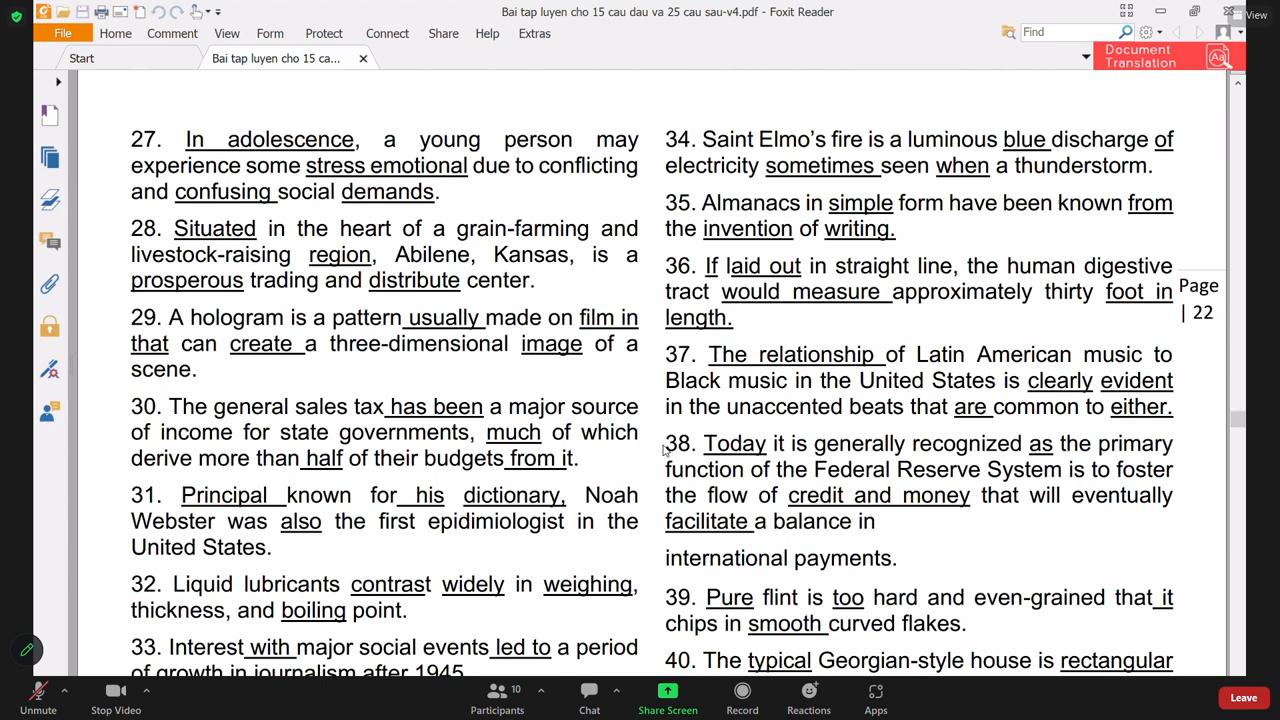 Bai tap luyen cho 15 cau dau va 25 cau sau-v4.pdf - Foxit Reader
View
File Home Comment View Form Protect Connect Share Help Extras
Find
Start
Bai tap luyen cho 15 ca...
Document
Translation
27. In adolescence, a young person may
experience some stress emotional due to conflicting
and confusing social demands.
28. Situated in the heart of a grain-farming and
livestock-raising region, Abilene, Kansas, is a
prosperous trading and distribute center.
29. A hologram is a pattern usually made on film in
that can create a three-dimensional image of a
scene.
30. The general sales tax has been a major source
of income for state governments, much of which
derive more than half of their budgets from it.
31. Principal known for his dictionary, Noah
Webster was also the first epidimiologist in the
United States.
32. Liquid lubricants contrast widely in weighing,
thickness, and boiling point.
33. Interest with major social events led to a period
of growth in journalism after 1945.
34. Saint Elmo's fire is a luminous blue discharge of
electricity sometimes seen when a thunderstorm.
35. Almanacs in simple form have been known from
the invention of writing.
36. If laid out in straight line, the human digestive
tract would measure approximately thirty foot in
length.
37. The relationship of Latin American music to
Black music in the United States is clearly evident
in the unaccented beats that are common to either.
38. Today it is generally recognized as the primary
function of the Federal Reserve System is to foster
the flow of credit and money that will eventually
facilitate a balance in
international payments.
39. Pure flint is too hard and even-grained that it
chips in smooth curved flakes.
40. The typical Georgian-style house is rectangular
Page
| 22
Unmute
Stop Video
10
Participants
Chat
Share Screen
Record
Reactions
Apps
Leave